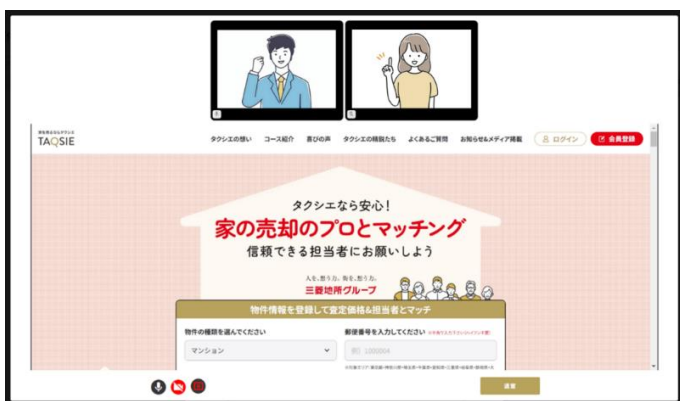 TAQSIE
タクシエの想い コース紹介 喜びの声 タクシエの精鋭たち よくあるご質問 お知らせ&メディア掲載 ログイン 会員登録
タクシエなら安心!
家の売却のプロとマッチング
信頼できる担当者にお願いしよう
人を、想う力。街を、想う力。
三菱地所グループ
物件情報を登録して査定価格&担当者とマッチ
物件の種類を選んでください 郵便番号を入力してください
マンション 例) 1000004
退室